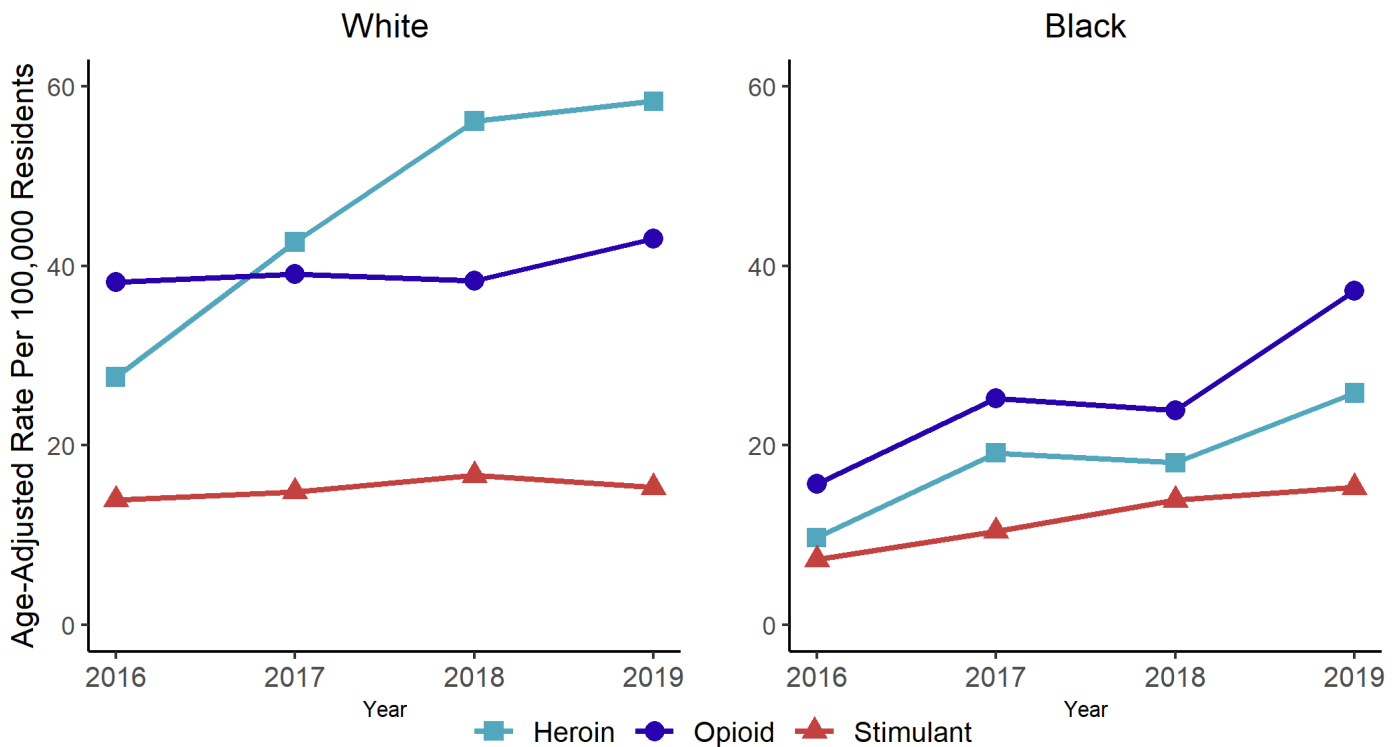 White
Black
Age-Adjusted Rate Per 100,000 Residents
60
40
20
0
2016 2017 2018 2019
Year
60
40
20
0
2016 2017 2018 2019
Year
Heroin Opioid Stimulant